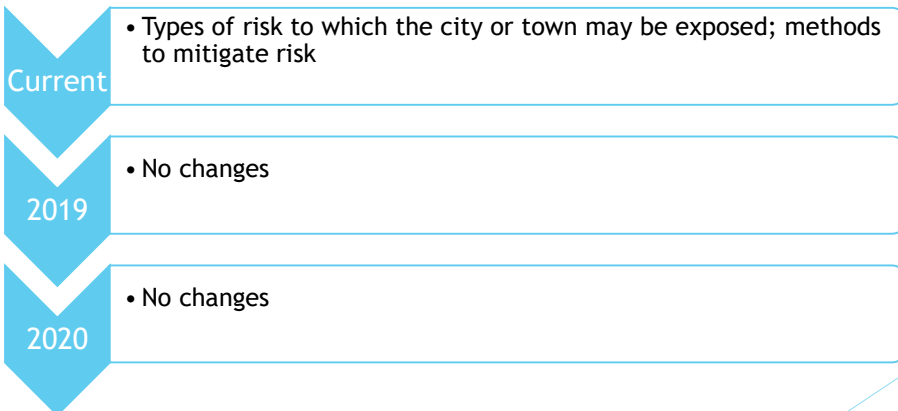 Current
• Types of risk to which the city or town may be exposed; methods
to mitigate risk
2019
• No changes
2020
• No changes